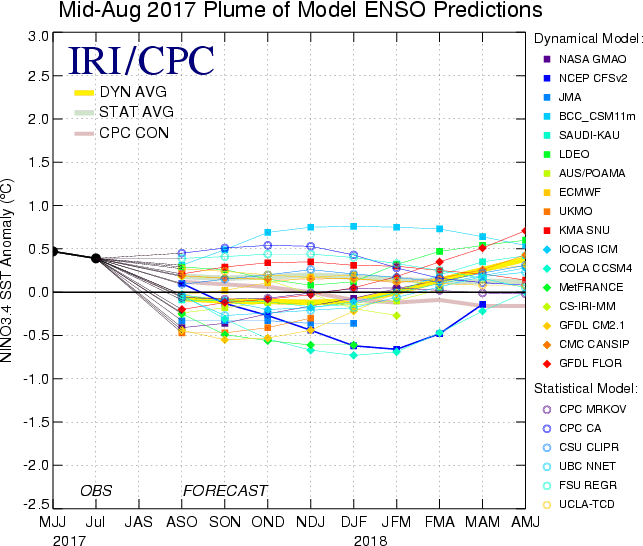 Mid-Aug 2017 Plume of Model ENSO Predictions
IRI/CPC
DYN AVG
STAT AVG
CPC CON
NINO3.4 SST Anomaly (ºC)
3.0
2.5
2.0
1.5
1.0
0.5
0.0
-0.5
-1.0
-1.5
-2.0
-2.5
OBS FORECAST
MJJ Jul JAS ASO SON OND NDJ DJF JFM FMA MAM AMJ
2017 2018
Dynamical Model:
NASA GMAO
NCEP CFSv2
JMA
BCC_CSM11m
SAUDI-KAU
LDEO
AUS/POAMA
ECMWF
UKMO
KMA SNU
IOCAS ICM
COLA CCSM4
MetFRANCE
CS-IRI-MM
GFDL CM2.1
CMC CANSIP
GFDL FLOR
Statistical Model:
CPC MRKOV
CPC CA
CSU CLIPR
UBC NNET
FSU REGR
UCLA-TCD